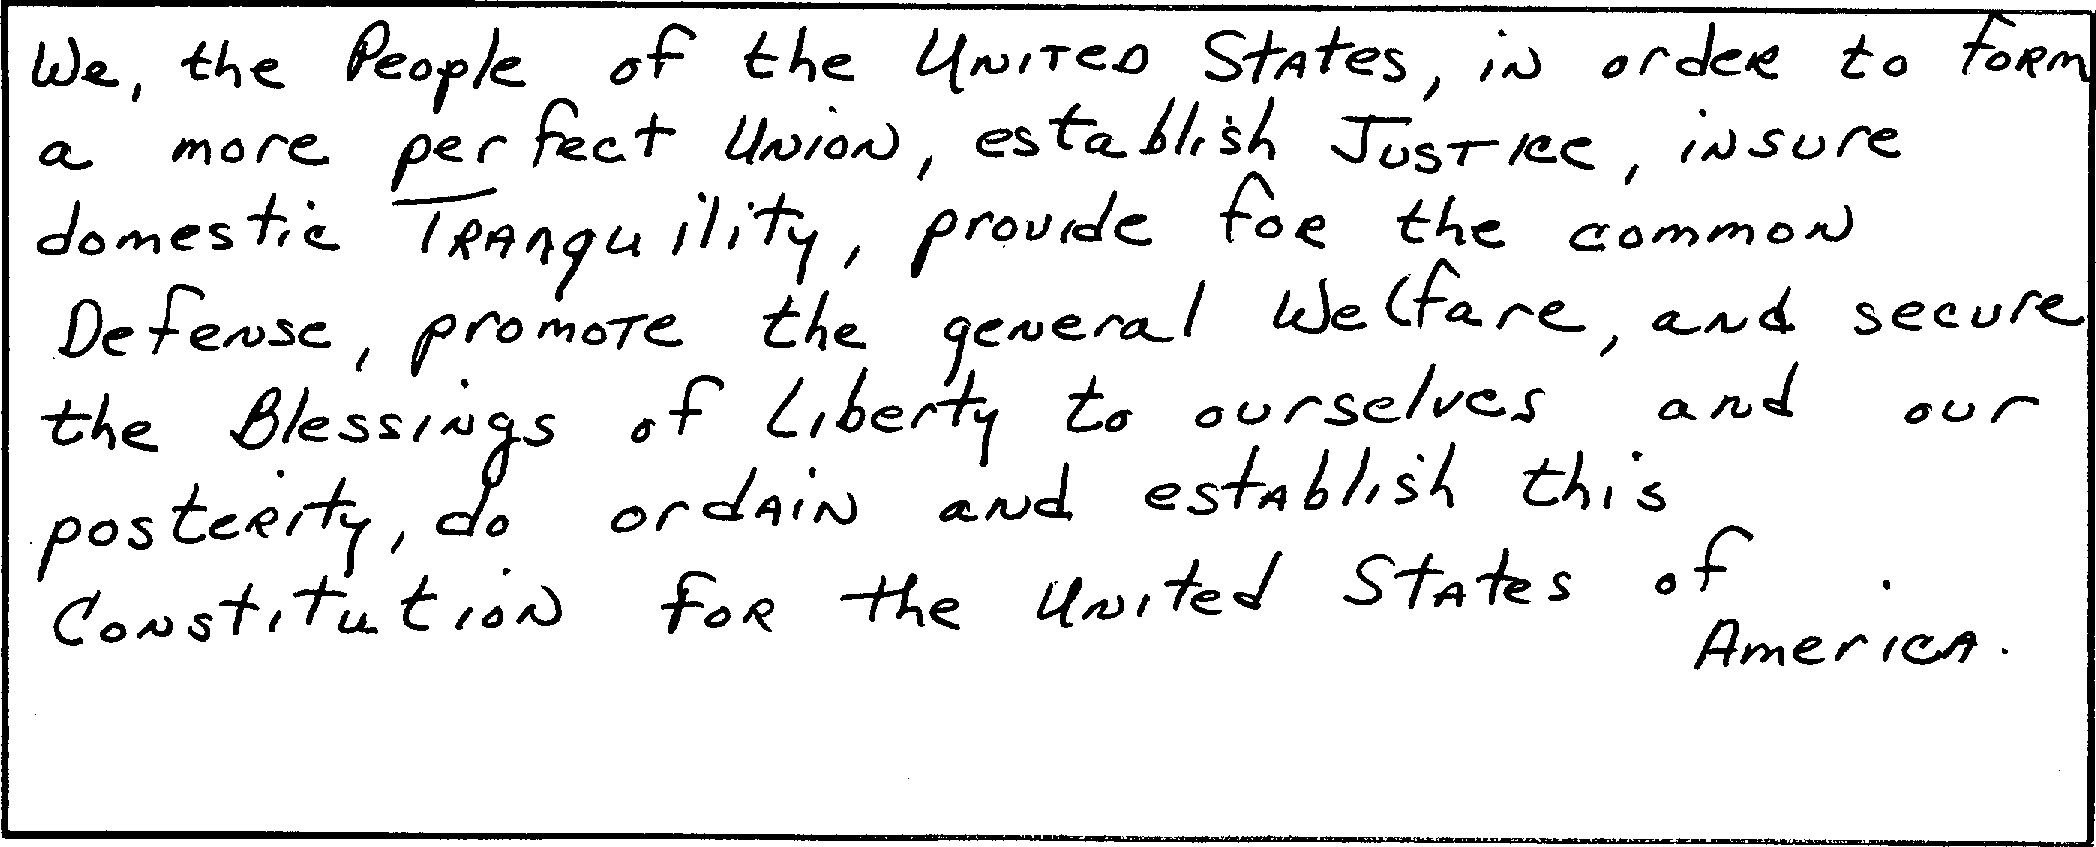 We, the People of the United States, in order to form
a more perfect Union, establish Justice, insure
domestic Tranquility, provide for the common
Defense, promote the general Welfare, and secure
the Blessings of Liberty to ourselves and our
posterity, do ordain and establish this
Constitution for the United States of
America.